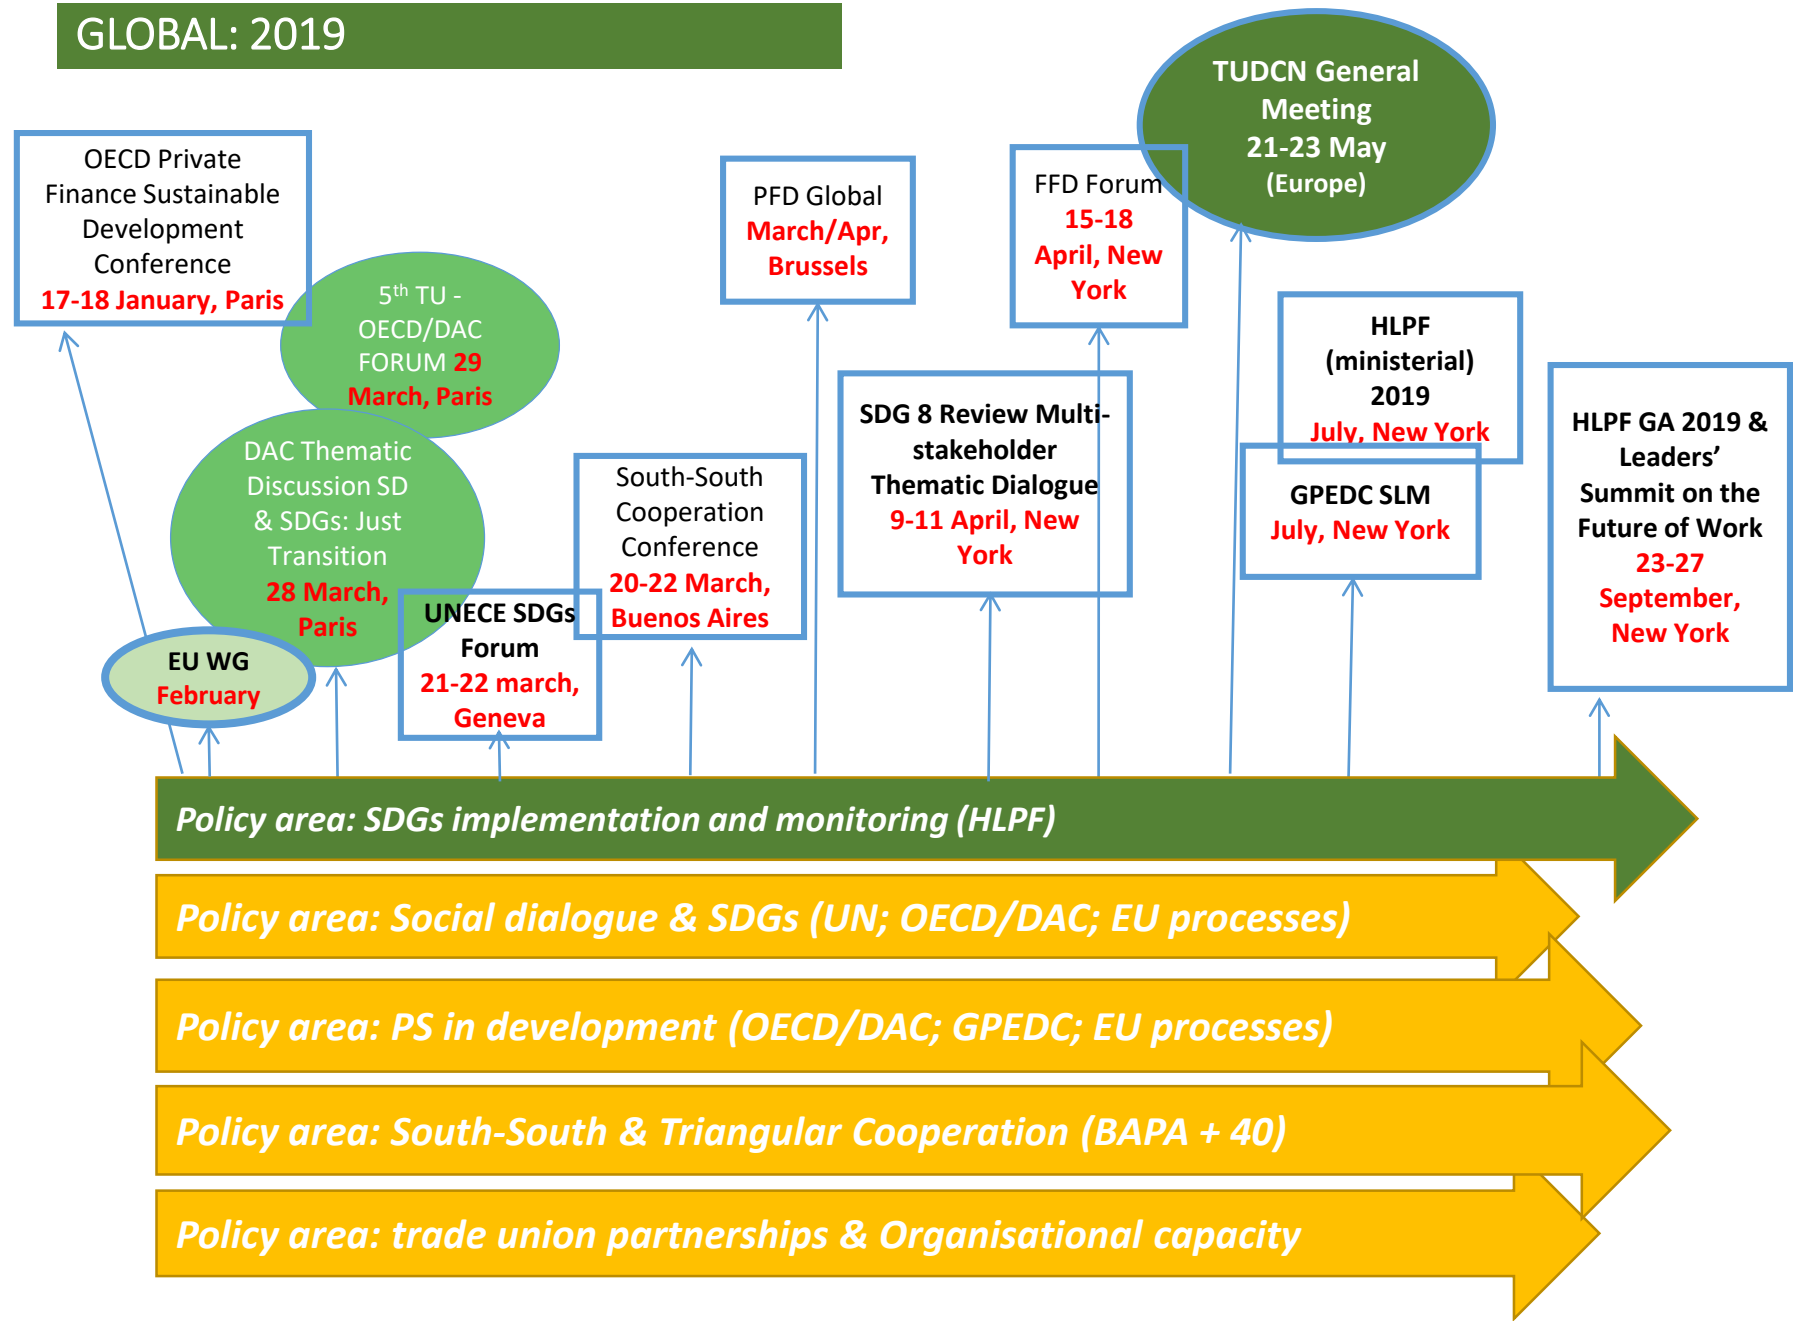 GLOBAL: 2019
TUDCN General
Meeting
21-23 May
(Europe)
OECD Private
Finance Sustainable
Development
Conference
17-18 January, Paris
5th TU -
OECD/DAC
FORUM 29
March, Paris
DAC Thematic
Discussion SD
& SDGs: Just
Transition
28 March,
Paris
EU WG
February
UNECE SDGs
Forum
21-22 march,
Geneva
South-South
Cooperation
Conference
20-22 March,
Buenos Aires
PFD Global
March/Apr,
Brussels
SDG 8 Review Multi-
stakeholder
Thematic Dialogue
9-11 April, New
York
FFD Forum
15-18
April, New
York
HLPF
(ministerial)
2019
July, New York
GPEDC SLM
July, New York
HLPF GA 2019 &
Leaders’
Summit on the
Future of Work
23-27
September,
New York
Policy area: SDGs implementation and monitoring (HLPF)
Policy area: Social dialogue & SDGs (UN; OECD/DAC; EU processes)
Policy area: PS in development (OECD/DAC; GPEDC; EU processes)
Policy area: South-South & Triangular Cooperation (BAPA + 40)
Policy area: trade union partnerships & Organisational capacity